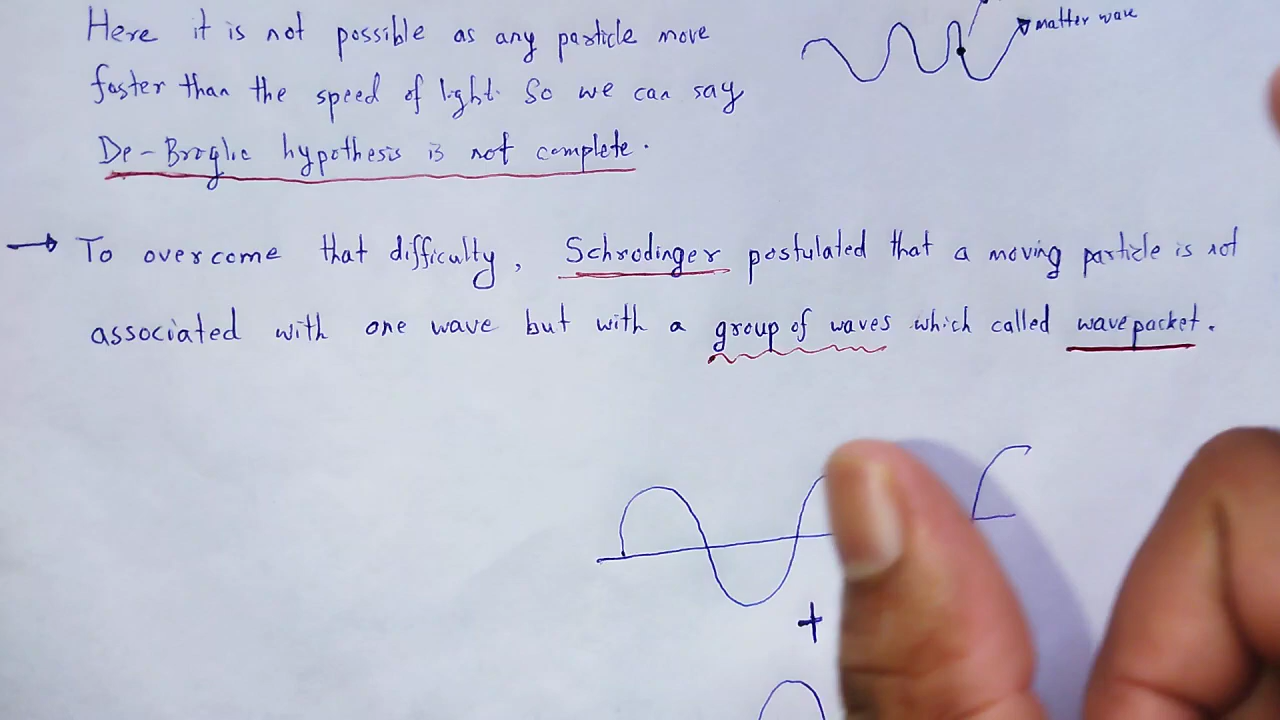 Here it is not possible as any particle move
matter wave
faster than the speed of light. So we can say
De-Broglie hypothesis is not complete.
→ To overcome that difficulty, Schrodinger postulated that a moving particle is not
associated with one wave but with a group of waves which called wave packet.
+